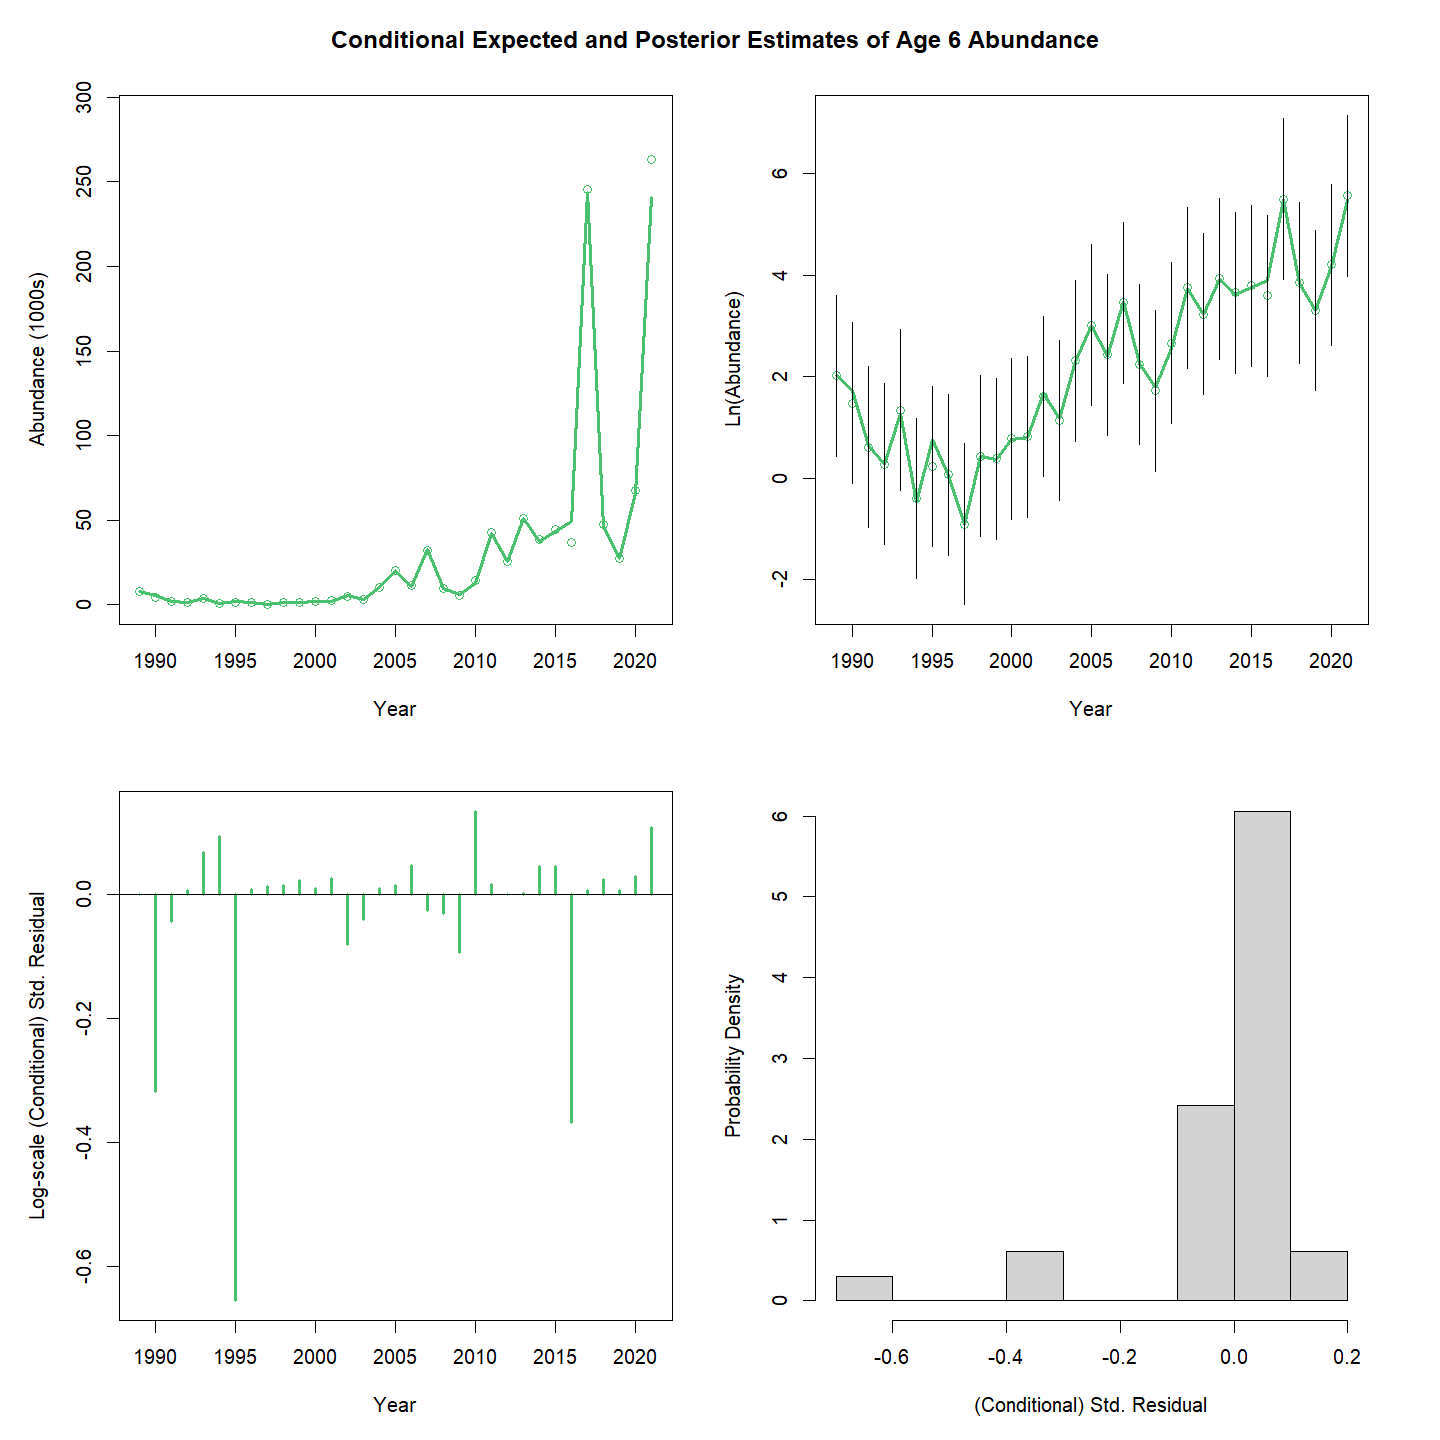 Conditional Expected and Posterior Estimates of Age 6 Abundance
Abundance (1000s)
300
250
200
150
100
50
0
1990 1995 2000 2005 2010 2015 2020
Year
Ln(Abundance)
6
4
2
0
-2
1990 1995 2000 2005 2010 2015 2020
Year
Log-scale (Conditional) Std. Residual
0.0
-0.2
-0.4
-0.6
1990 1995 2000 2005 2010 2015 2020
Year
Probability Density
6
5
4
3
2
1
0
-0.6 -0.4 -0.2 0.0 0.2
(Conditional) Std. Residual